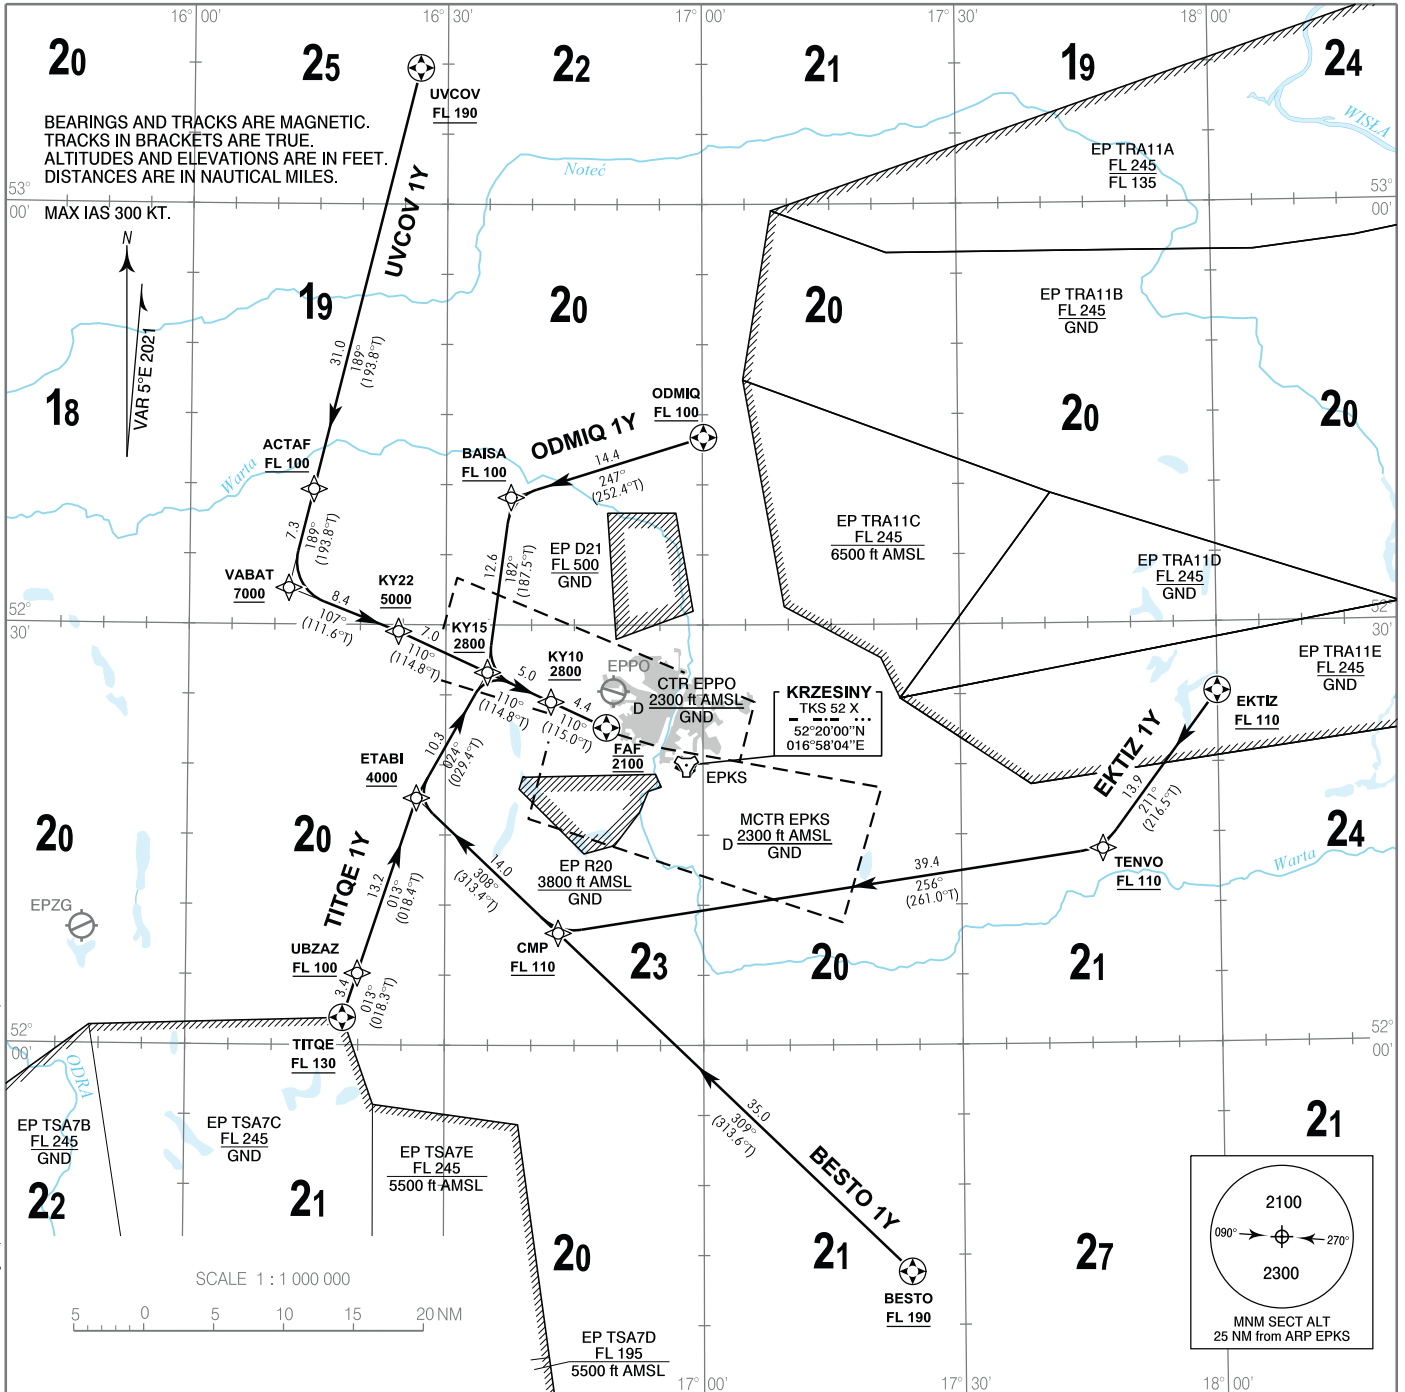 16° 00'
16° 30'
17° 00'
17° 30'
18° 00'
20
25
22
21
19
24
UVCOV
FL 190
BEARINGS AND TRACKS ARE MAGNETIC.
TRACKS IN BRACKETS ARE TRUE.
ALTITUDES AND ELEVATIONS ARE IN FEET.
DISTANCES ARE IN NAUTICAL MILES.
MAX IAS 300 KT.
WISŁA
Noteć
EP TRA11A
FL 245
FL 135
53°
00'
53°
00'
N
VAR 5°E 2021
UVCOV 1Y
31.0
189°
(193.8°T)
19
20
20
EP TRA11B
FL 245
GND
18
20
20
ODMIQ
FL 100
ODMIQ 1Y
14.4
247°
(252.4°T)
ACTAF
FL 100
BAISA
FL 100
Warta
7.3
189°
(193.8°T)
12.6
182°
(187.5°T)
EP D21
FL 500
GND
EP TRA11C
FL 245
6500 ft AMSL
EP TRA11D
FL 245
GND
VABAT
7000
8.4
107°
(111.6°T)
KY22
5000
7.0
110°
(114.8°T)
52°
30'
52°
30'
KY15
2800
5.0
110°
(114.8°T)
KY10
2800
4.4
110°
(115.0°T)
EPPO
CTR EPPO
D 2300 ft AMSL
GND
FAF
2100
KRZESINY
TKS 52 X
52°20'00"N
016°58'04"E
EPKS
EP TRA11E
FL 245
GND
EKTIZ
FL 110
EKTIZ 1Y
13.9
211°
(216.5°T)
ETABI
4000
10.3
024°
(029.4°T)
20
20
24
MCTR EPKS
D 2300 ft AMSL
GND
EP R20
3800 ft AMSL
GND
TITQE 1Y
13.2
013°
(018.4°T)
14.0
308°
(313.4°T)
39.4
256°
(261.0°T)
TENVO
FL 110
Warta
EPZG
UBZAZ
FL 100
3.4
013°
(018.3°T)
CMP
FL 110
23
20
21
TITQE
FL 130
52°
00'
52°
00'
ODRA
EP TSA7B
FL 245
GND
EP TSA7C
FL 245
GND
EP TSA7E
FL 245
5500 ft AMSL
35.0
309°
(313.6°T)
BESTO 1Y
21
22
21
20
21
27
BESTO
FL 190
2100
090°
270°
2300
MNM SECT ALT
25 NM from ARP EPKS
SCALE 1 : 1 000 000
5 0 5 10 15 20 NM
EP TSA7D
FL 195
5500 ft AMSL
17° 00'
17° 30'
18° 00'